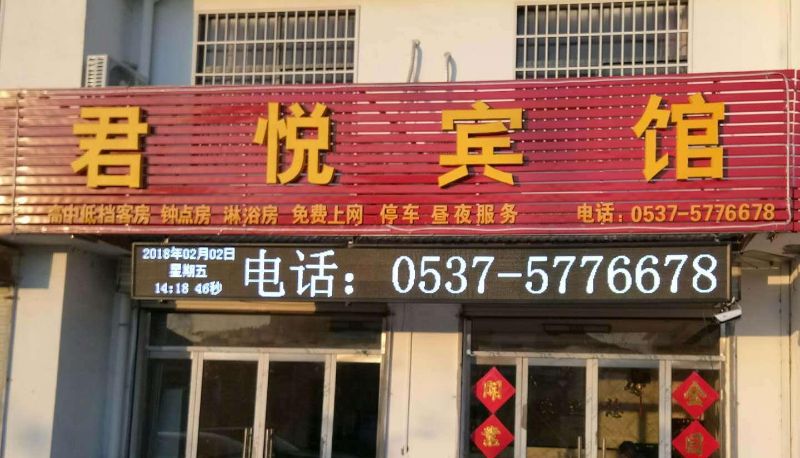 君悦宾馆
高中低档客房 钟点房 淋浴房 免费上网 停车 昼夜服务 电话:0537-5776678
2018年02月02日
星期五
14:18 46秒
电话：0537-5776678
開業